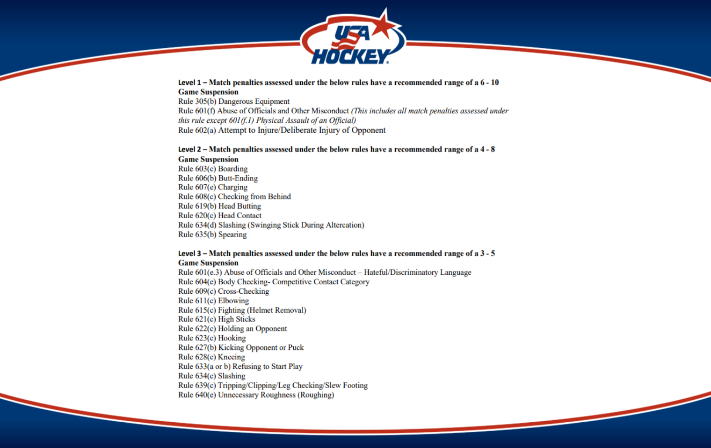 USA
HOCKEY
Level 1 – Match penalties assessed under the below rules have a recommended range of a 6 - 10
Game Suspension
Rule 305(b) Dangerous Equipment
Rule 601(f) Abuse of Officials and Other Misconduct (This includes all match penalties assessed under
this rule except 601(f.1) Physical Assault of an Official)
Rule 602(a) Attempt to Injure/Deliberate Injury of Opponent
Level 2 – Match penalties assessed under the below rules have a recommended range of a 4 - 8
Game Suspension
Rule 603(c) Boarding
Rule 606(b) Butt-Ending
Rule 607(c) Charging
Rule 608(c) Checking from Behind
Rule 619(b) Head Butting
Rule 620(c) Head Contact
Rule 634(d) Slashing (Swinging Stick During Altercation)
Rule 635(b) Spearing
Level 3 – Match penalties assessed under the below rules have a recommended range of a 3 - 5
Game Suspension
Rule 601(e.3) Abuse of Officials and Other Misconduct – Hateful/Discriminatory Language
Rule 604(c) Body Checking- Competitive Contact Category
Rule 609(c) Cross-Checking
Rule 611(c) Elbowing
Rule 615(c) Fighting (Helmet Removal)
Rule 621(c) High Sticks
Rule 622(c) Holding an Opponent
Rule 623(c) Hooking
Rule 627(b) Kicking Opponent or Puck
Rule 628(c) Kneeing
Rule 633(a or b) Refusing to Start Play
Rule 634(c) Slashing
Rule 639(c) Tripping/Clipping/Leg Checking/Slew Footing
Rule 640(c) Unnecessary Roughness (Roughing)